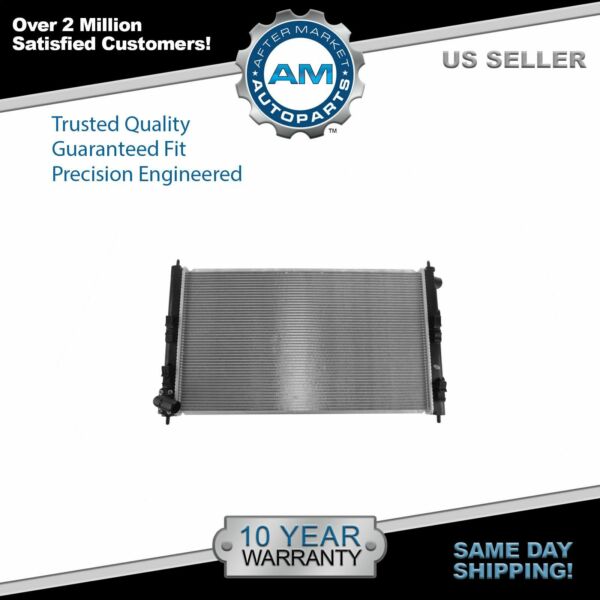 Over 2 Million
Satisfied Customers!
AFTER MARKET
AM
AUTOPARTS
TM
US SELLER
Trusted Quality
Guaranteed Fit
Precision Engineered
10 YEAR
WARRANTY
SAME DAY
SHIPPING!